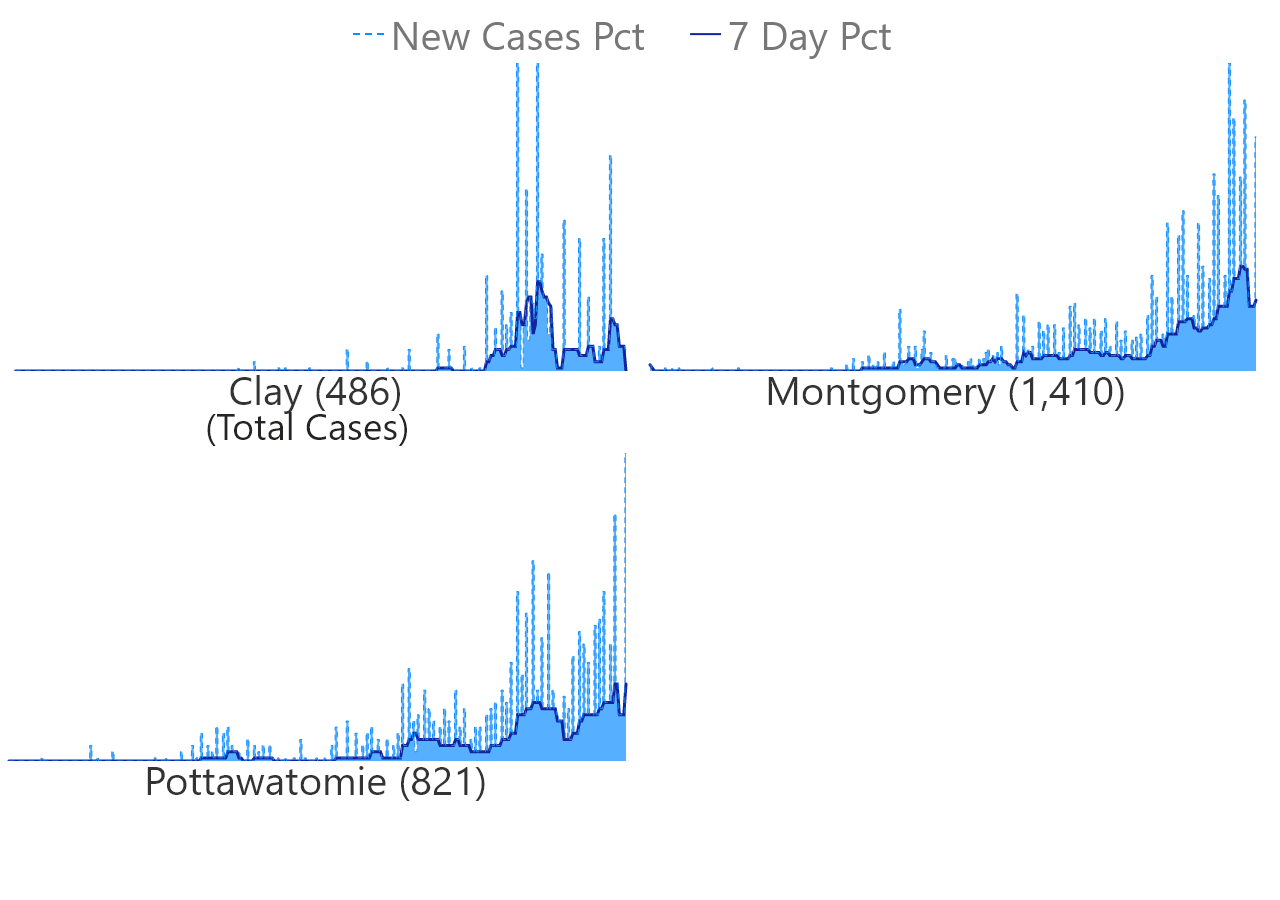 New Cases Pct 7 Day Pct
Clay (486)
(Total Cases)
Montgomery (1,410)
Pottawatomie (821)